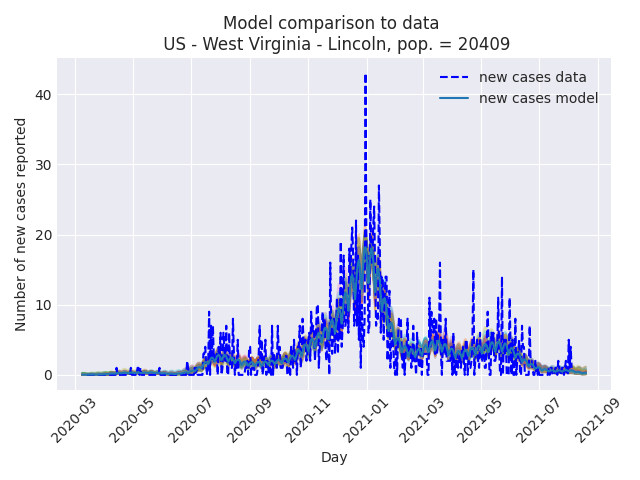 Model comparison to data
US - West Virginia - Lincoln, pop. = 20409
new cases data
new cases model
Number of new cases reported
40
30
20
10
0
2020-03
2020-05
2020-07
2020-09
2020-11
2021-01
2021-03
2021-05
2021-07
2021-09
Day